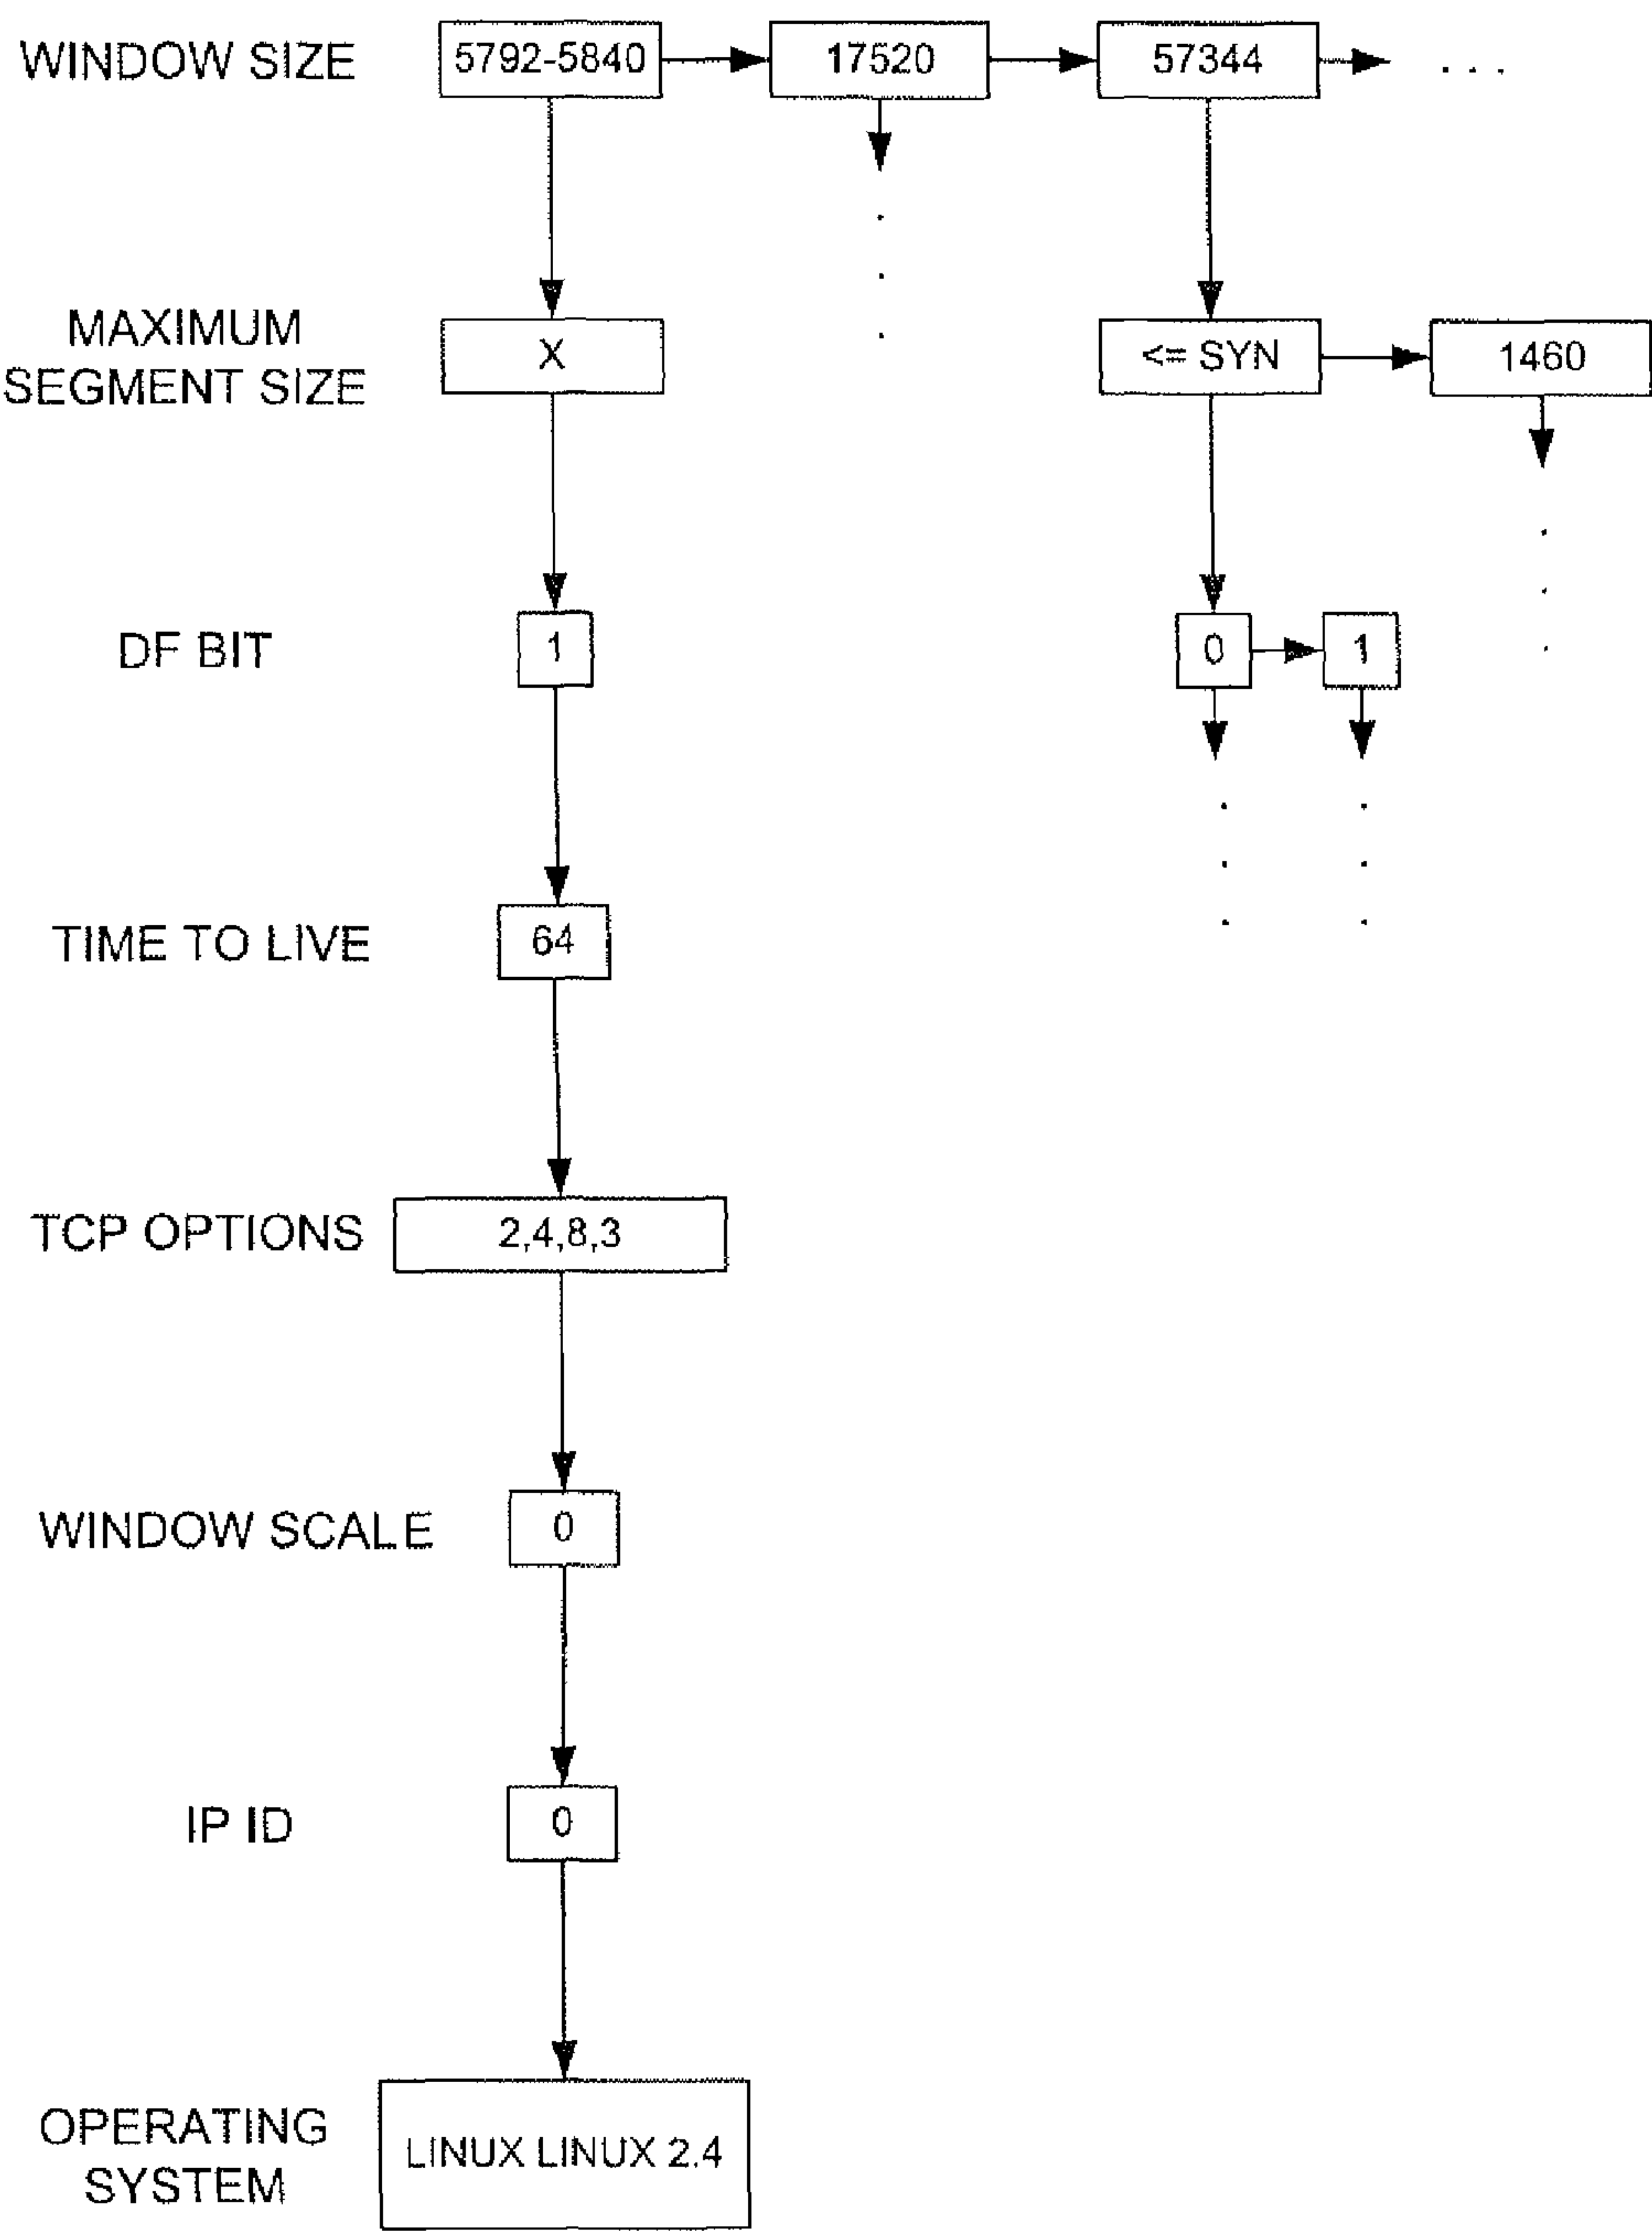 WINDOW SIZE 5792-5840 17520 57344 . . .
MAXIMUM
SEGMENT SIZE X <= SYN 1460
DF BIT 1 0 1
TIME TO LIVE 64
TCP OPTIONS 2,4,8,3
WINDOW SCALE 0
IP ID 0
OPERATING
SYSTEM LINUX LINUX 2.4